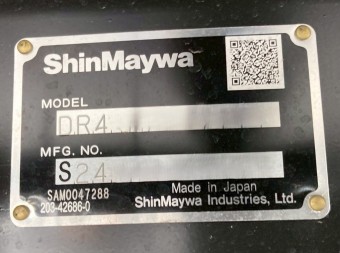 ShinMaywa
MODEL
DR4
MFG. NO.
S24
SAM0047288
203-42686-0
Made in Japan
ShinMaywa Industries, Ltd.